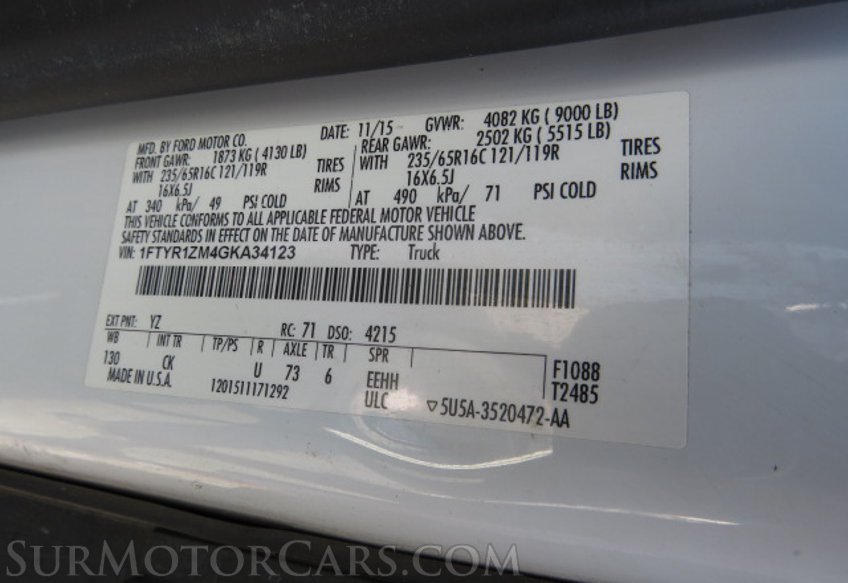 MFD. BY FORD MOTOR CO. DATE: 11/15 GVWR: 4082 KG ( 9000 LB)
FRONT GAWR: 1873 KG ( 4130 LB) REAR GAWR: 2502 KG ( 5515 LB)
WITH 235/65R16C 121/119R TIRES WITH 235/65R16C 121/119R TIRES
16X6.5J RIMS 16X6.5J RIMS
AT 340 kPa/ 49 PSI COLD AT 490 kPa/ 71 PSI COLD
THIS VEHICLE CONFORMS TO ALL APPLICABLE FEDERAL MOTOR VEHICLE
SAFETY STANDARDS IN EFFECT ON THE DATE OF MANUFACTURE SHOWN ABOVE.
VIN: 1FTYR1ZM4GKA34123 TYPE: Truck
EXT PNT: YZ RC: 71 DSO: 4215
WB INT TR TP/PS R AXLE TR SPR F1088
130 CK U 73 6 EEHH T2485
MADE IN U.S.A. 1201511171292 ULC ▽5U5A-3520472-AA
SURMOTORCARS.COM